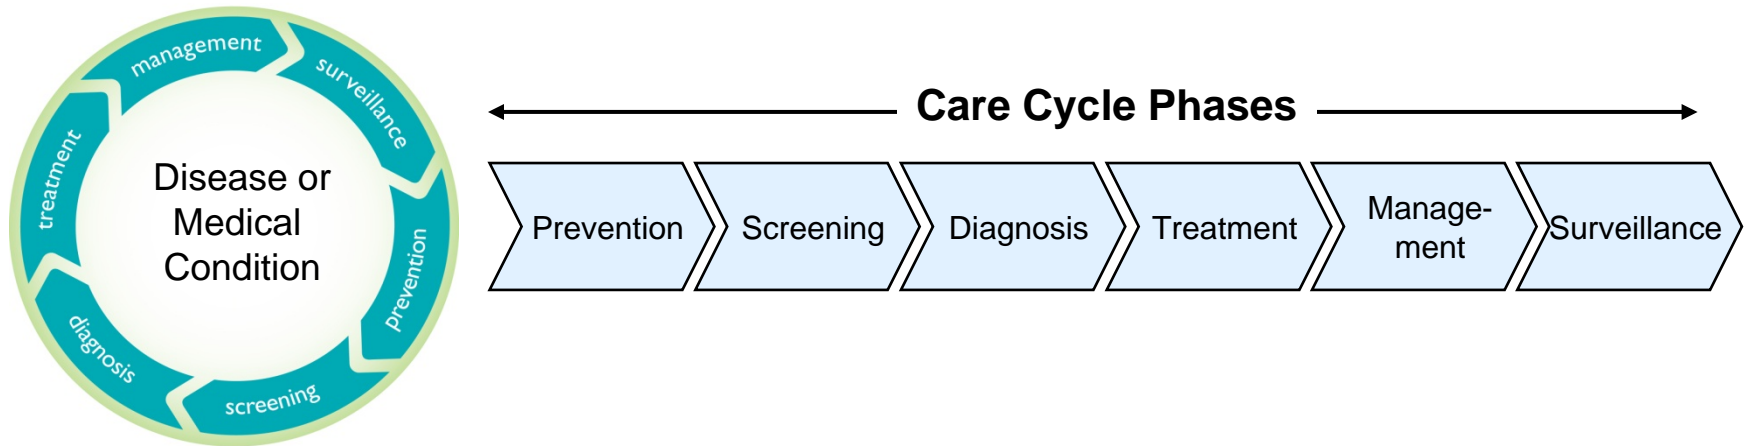 management
surveillance
prevention
screening
diagnosis
treatment
Disease or
Medical
Condition
Care Cycle Phases
Prevention
Screening
Diagnosis
Treatment
Manage-
ment
Surveillance